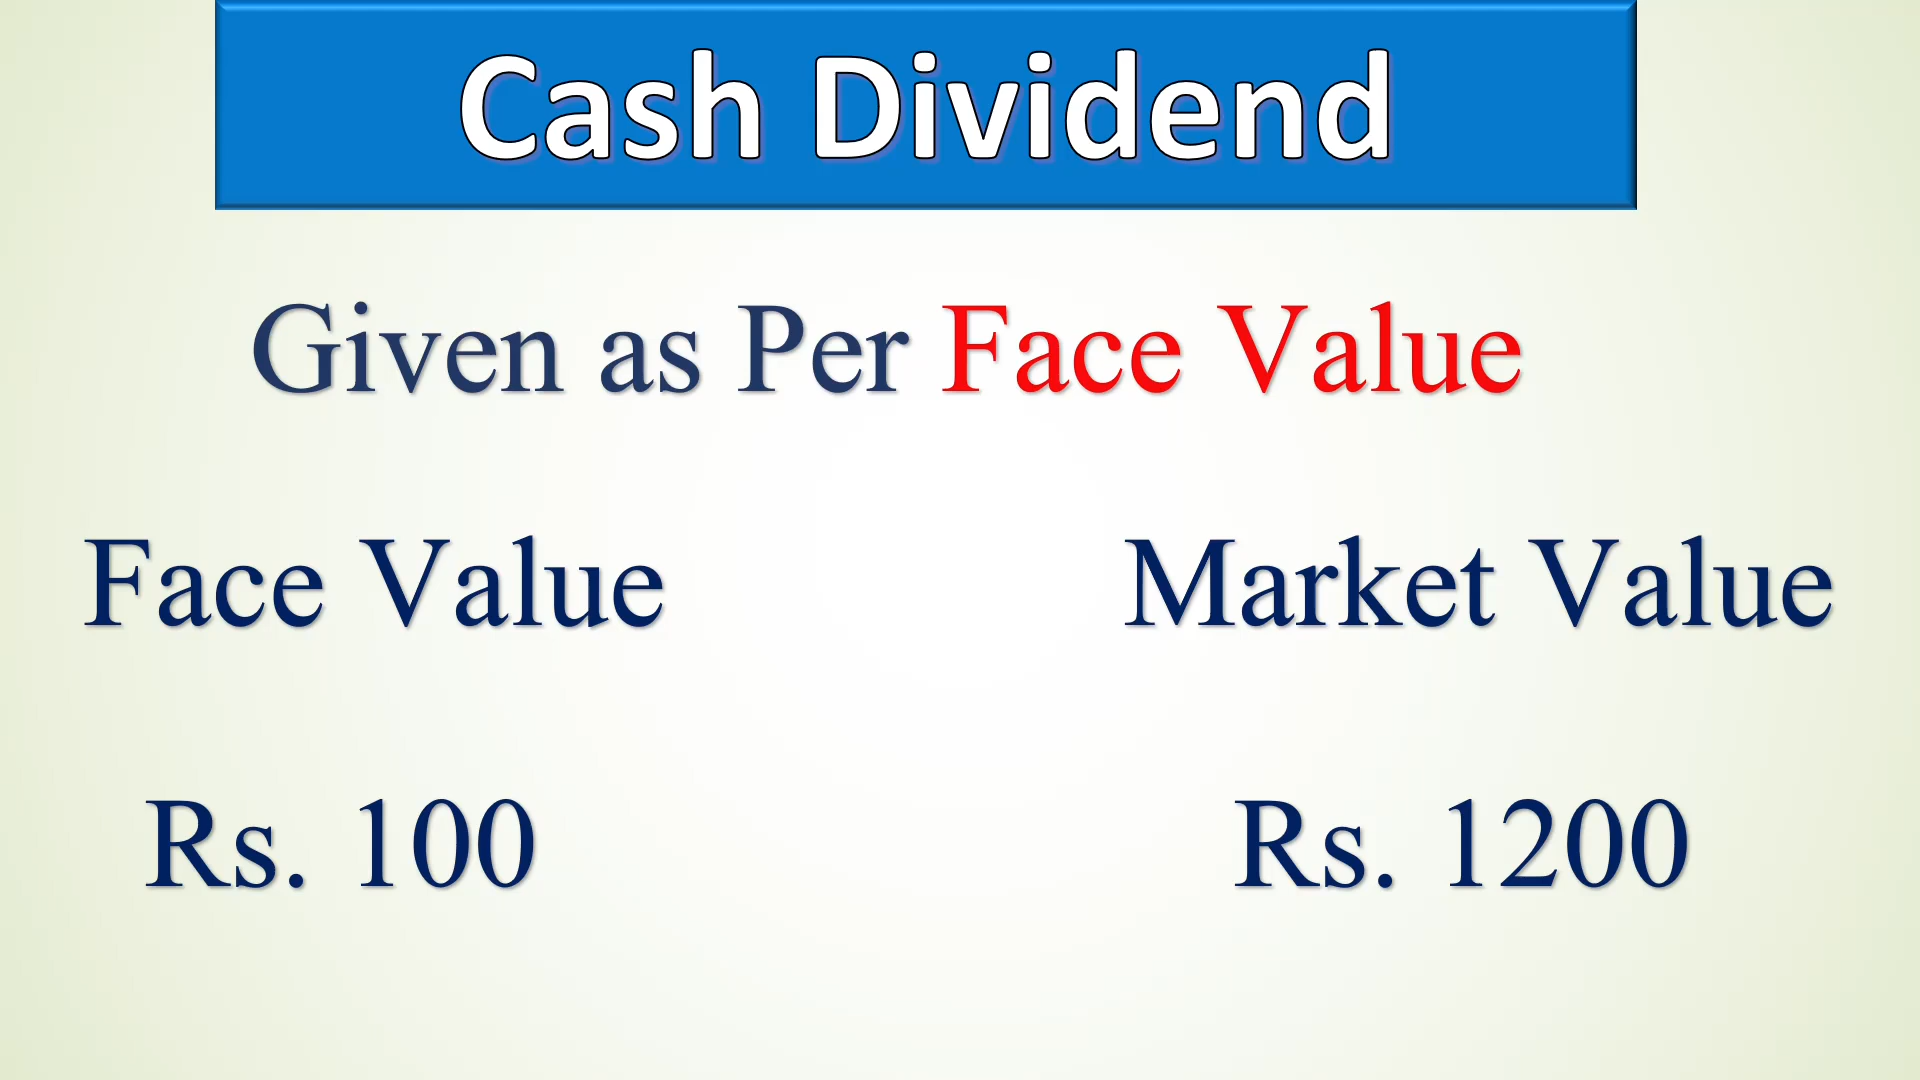 Cash Dividend
Given as Per Face Value
Face Value Market Value
Rs. 100 Rs. 1200